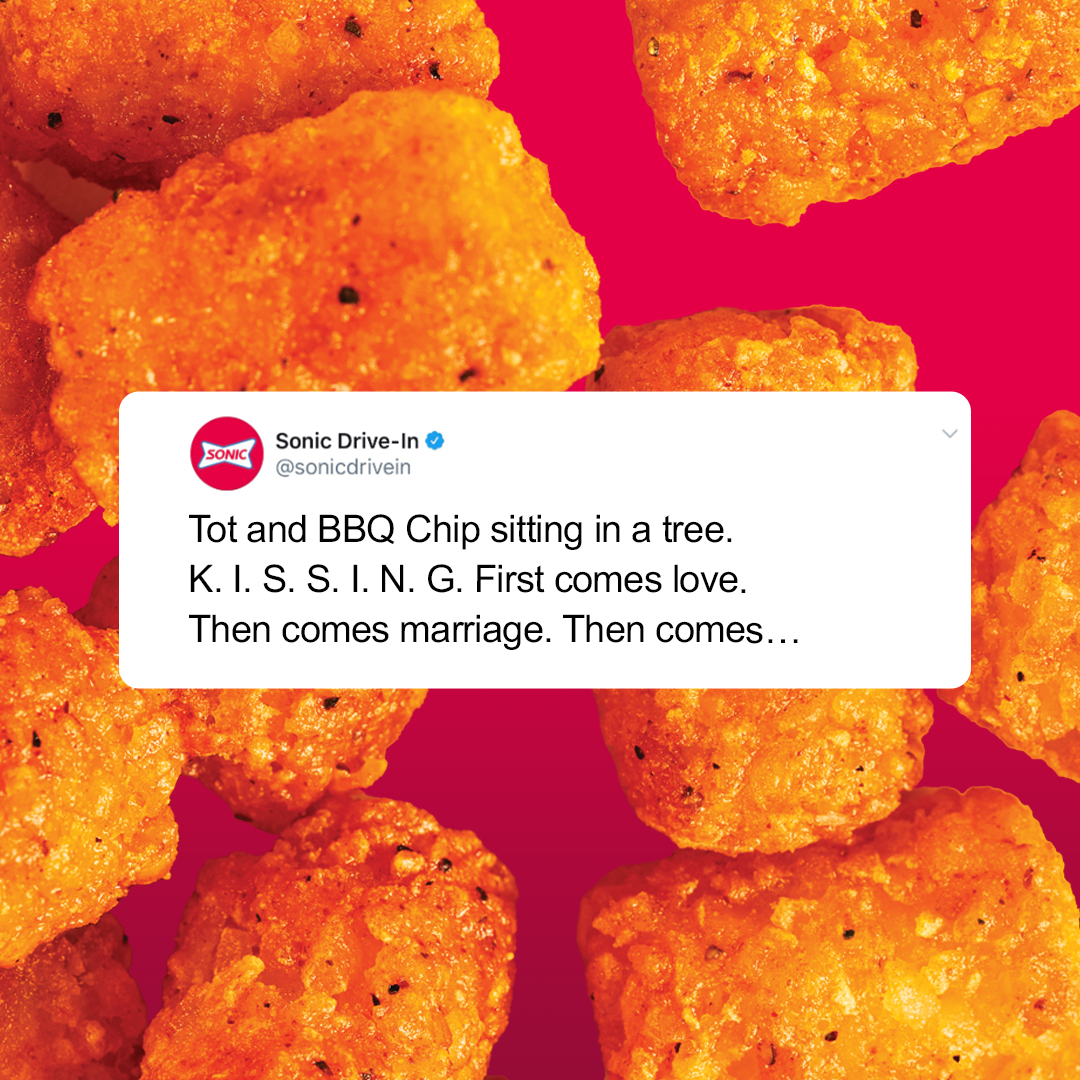 SONIC
Sonic Drive-In
@sonicdrivein
Tot and BBQ Chip sitting in a tree.
K. I. S. S. I. N. G. First comes love.
Then comes marriage. Then comes…